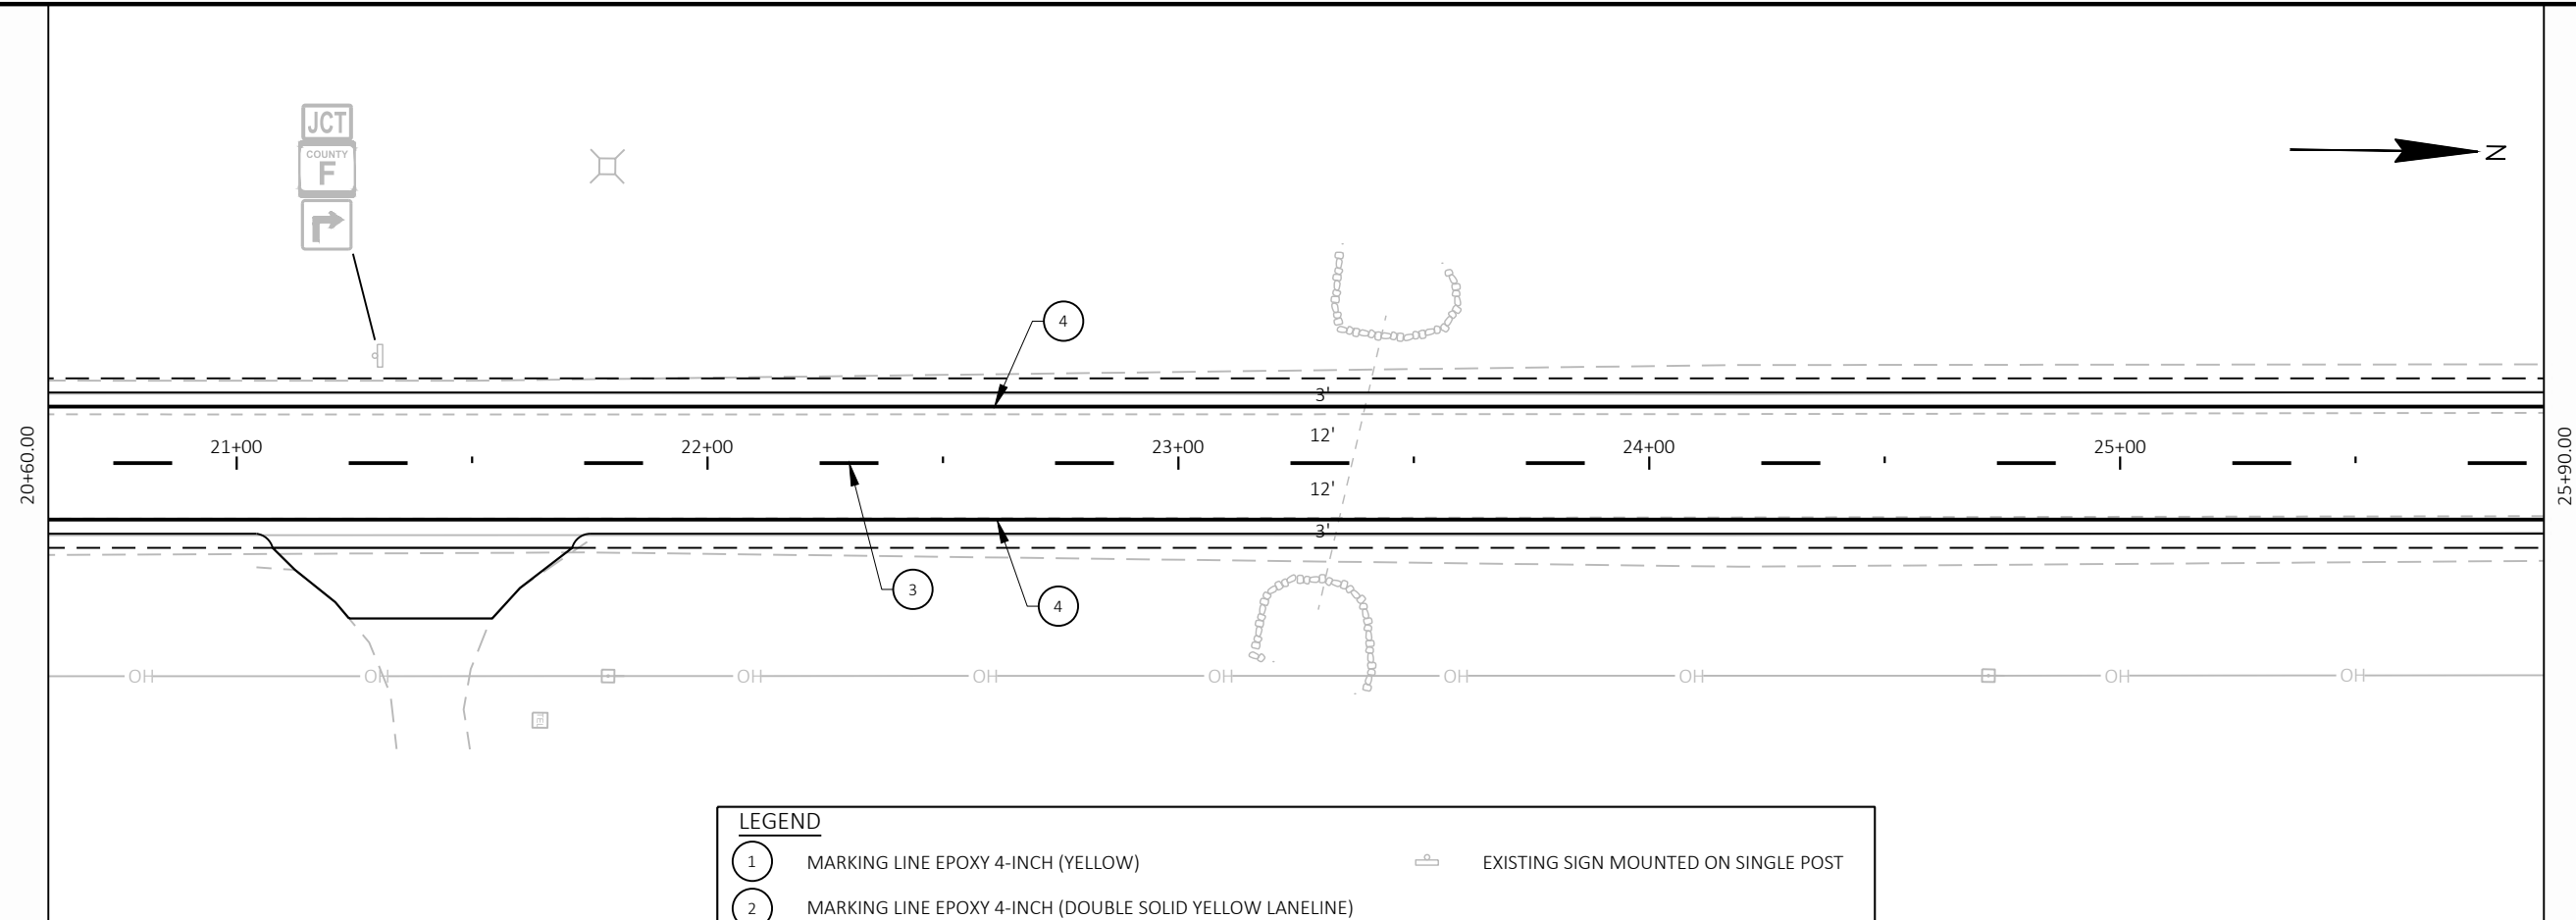 JCT
COUNTY
F
N
4
3'
12'
21+00 22+00 23+00 24+00 25+00
20+60.00
25+90.00
12'
3'
3
4
OH OH OH OH OH OH OH OH OH
TEL
LEGEND
1 MARKING LINE EPOXY 4-INCH (YELLOW) EXISTING SIGN MOUNTED ON SINGLE POST
2 MARKING LINE EPOXY 4-INCH (DOUBLE SOLID YELLOW LANELINE)